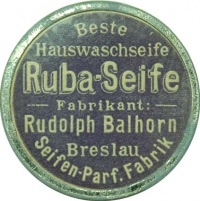 Beste
Hauswaschseife
Ruba-Seife
Fabrikant:
Rudolph Balhorn
Breslau
Seifen-Parf. Fabrik